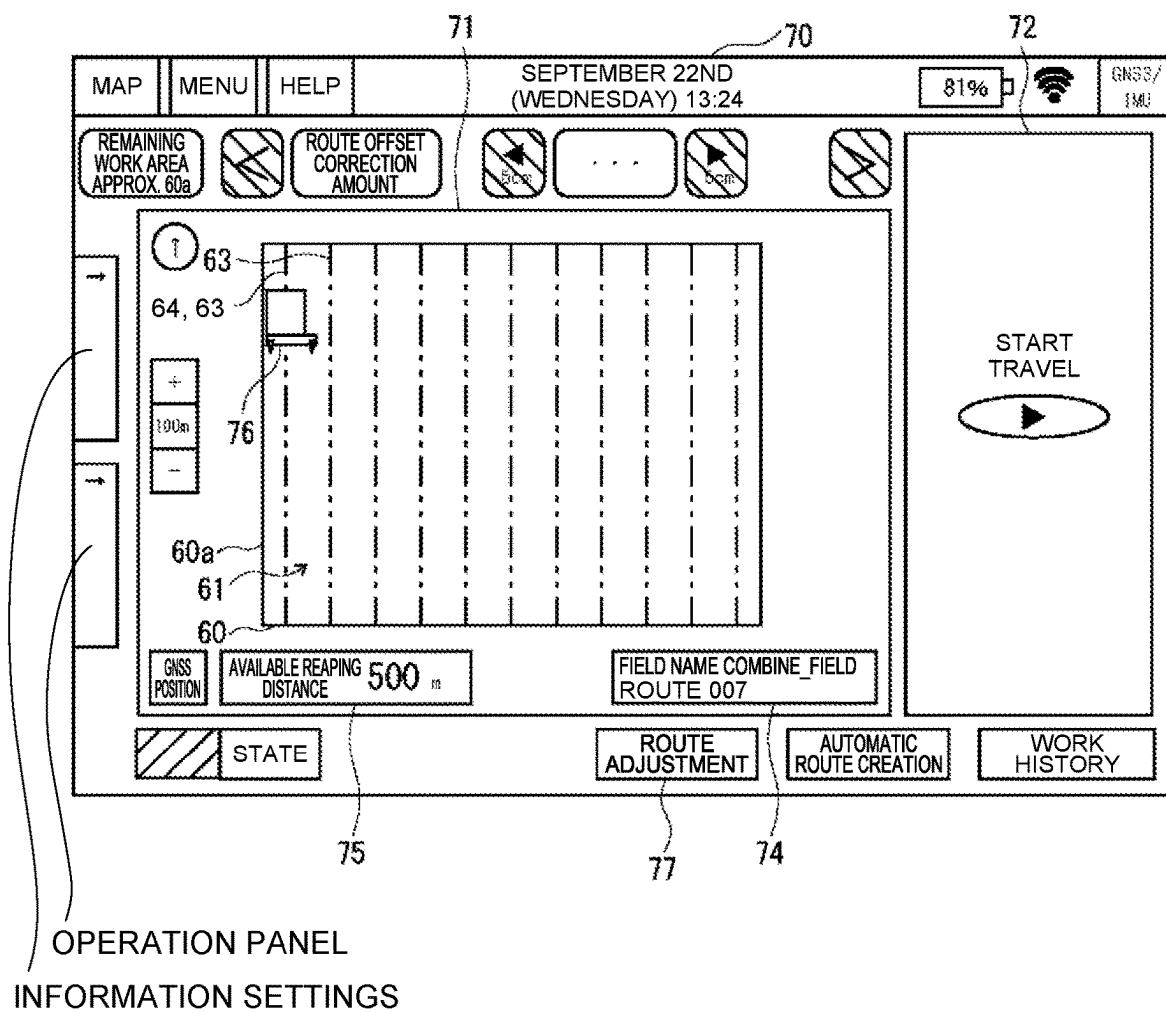 71
70
72
MAP
MENU
HELP
SEPTEMBER 22ND
(WEDNESDAY) 13:24
81%
GNSS/
IMU
REMAINING
WORK AREA
APPROX. 60a
ROUTE OFFSET
CORRECTION
AMOUNT
5cm
...
5cm
63
64, 63
+
100m
-
76
START
TRAVEL
60a
61
60
GNSS
POSITION
AVAILABLE REAPING
DISTANCE
500 m
FIELD NAME COMBINE_FIELD
ROUTE 007
STATE
ROUTE
ADJUSTMENT
AUTOMATIC
ROUTE CREATION
WORK
HISTORY
75
77
74
OPERATION PANEL
INFORMATION SETTINGS